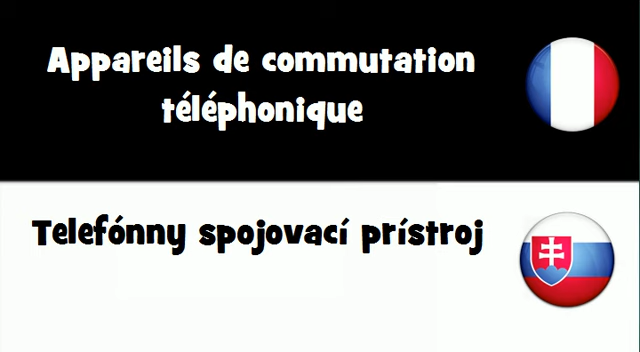 Appareils de commutation
téléphonique
Telefónny spojovací prístroj